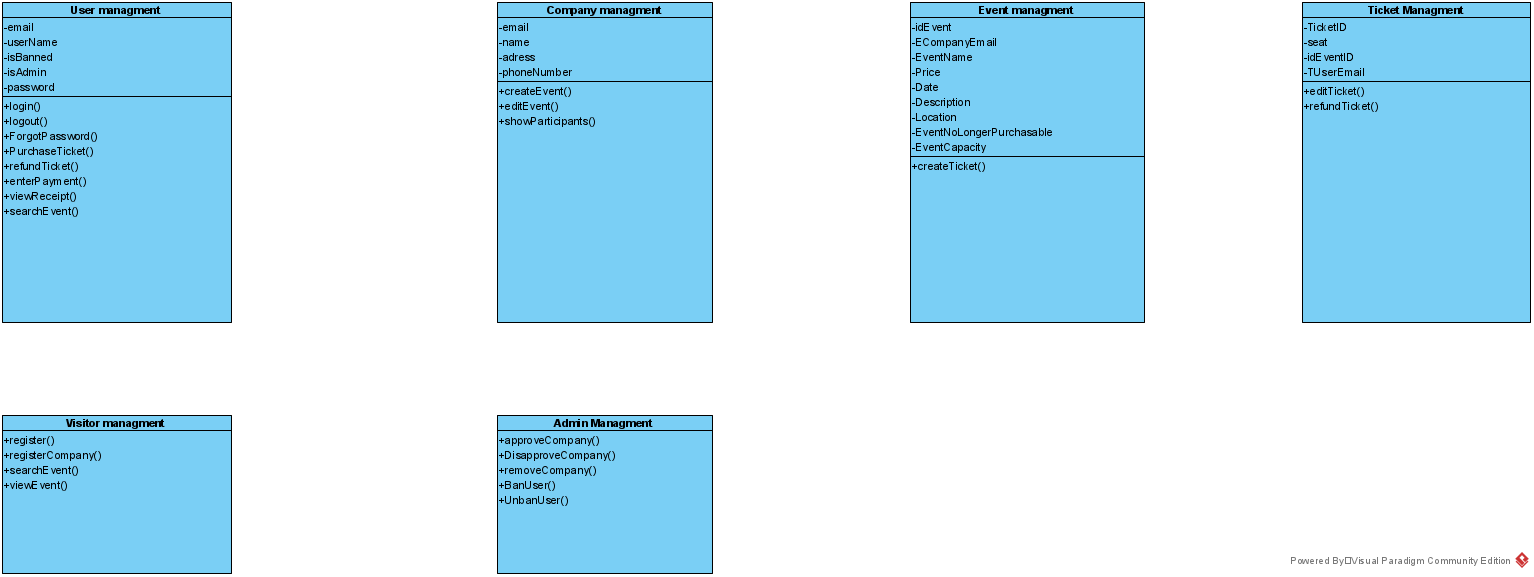 User managment
-email
-userName
-isBanned
-isAdmin
-password
+login()
+logout()
+ForgotPassword()
+PurchaseTicket()
+refundTicket()
+enterPayment()
+viewReceipt()
+searchEvent()
Company managment
-email
-name
-adress
-phoneNumber
+createEvent()
+editEvent()
+showParticipants()
Event managment
-idEvent
-ECompanyEmail
-EventName
-Price
-Date
-Description
-Location
-EventNoLongerPurchasable
-EventCapacity
+createTicket()
Ticket Managment
-TicketID
-seat
-idEventID
-TUserEmail
+editTicket()
+refundTicket()
Visitor managment
+register()
+registerCompany()
+searchEvent()
+viewEvent()
Admin Managment
+approveCompany()
+DisapproveCompany()
+removeCompany()
+BanUser()
+UnbanUser()
Powered By□Visual Paradigm Community Edition